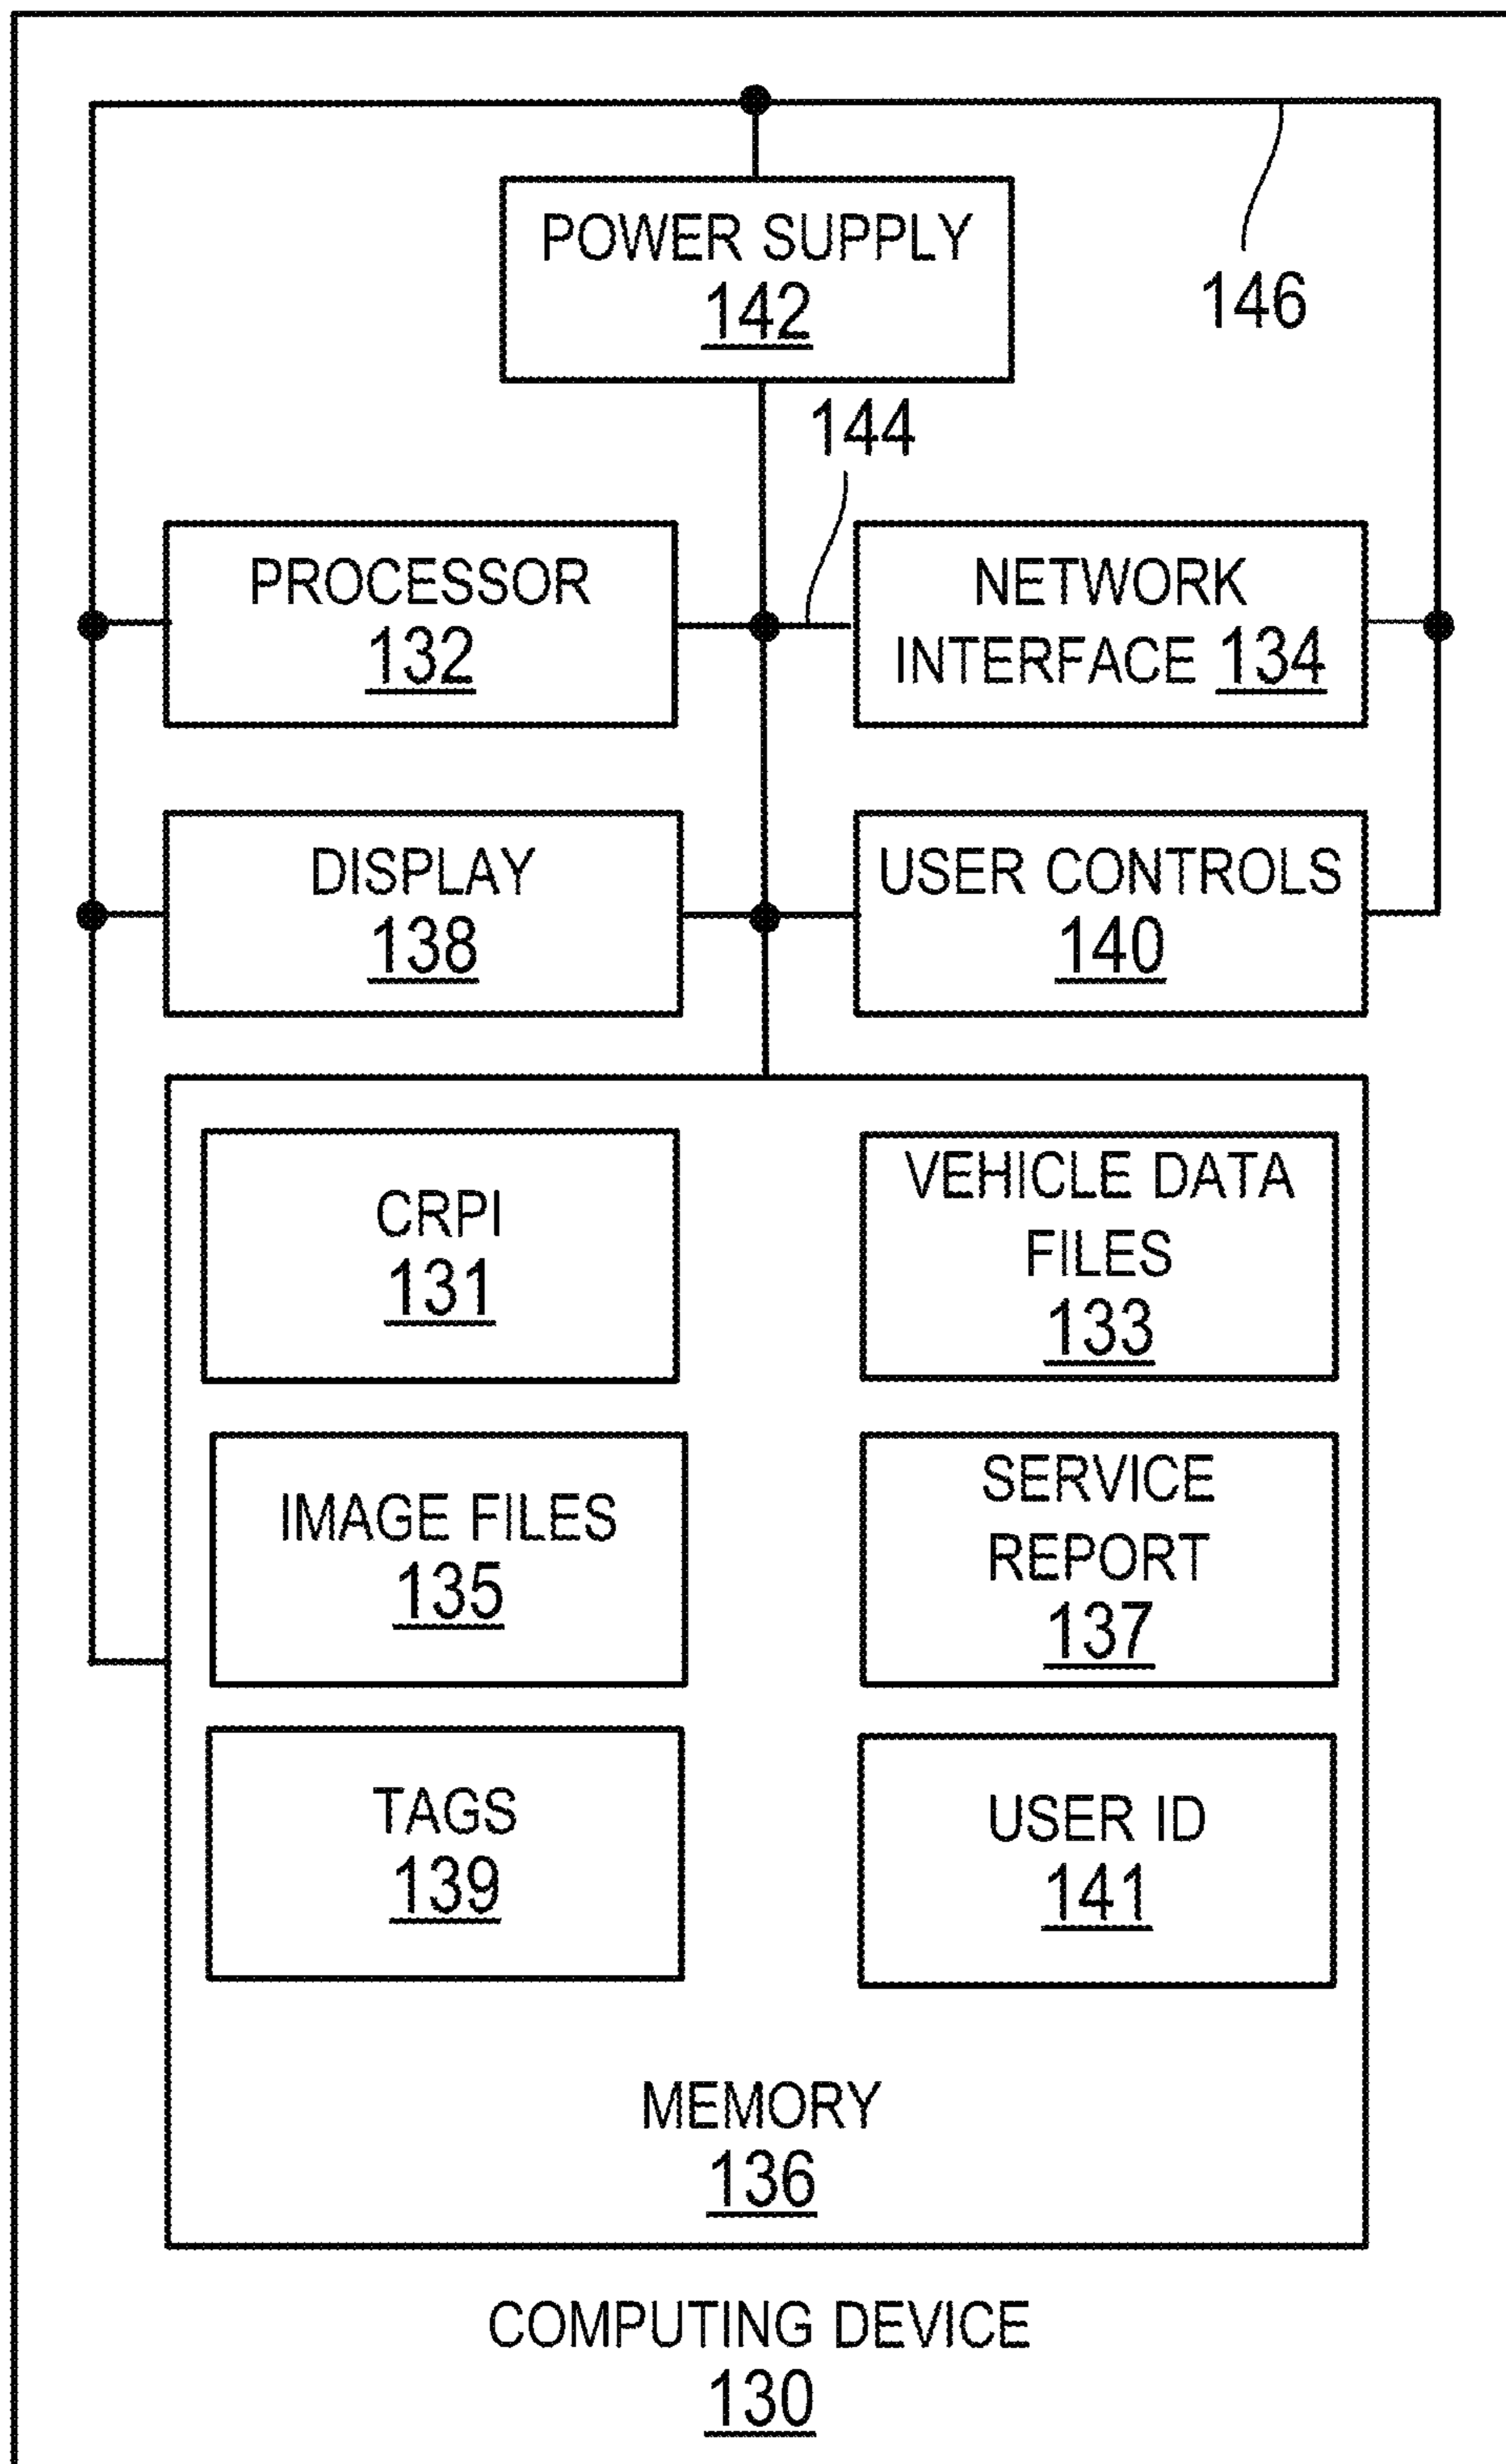 POWER SUPPLY
142
146
144
PROCESSOR
132
NETWORK
INTERFACE 134
DISPLAY
138
USER CONTROLS
140
CRPI
131
VEHICLE DATA
FILES
133
IMAGE FILES
135
SERVICE
REPORT
137
TAGS
139
USER ID
141
MEMORY
136
COMPUTING DEVICE
130